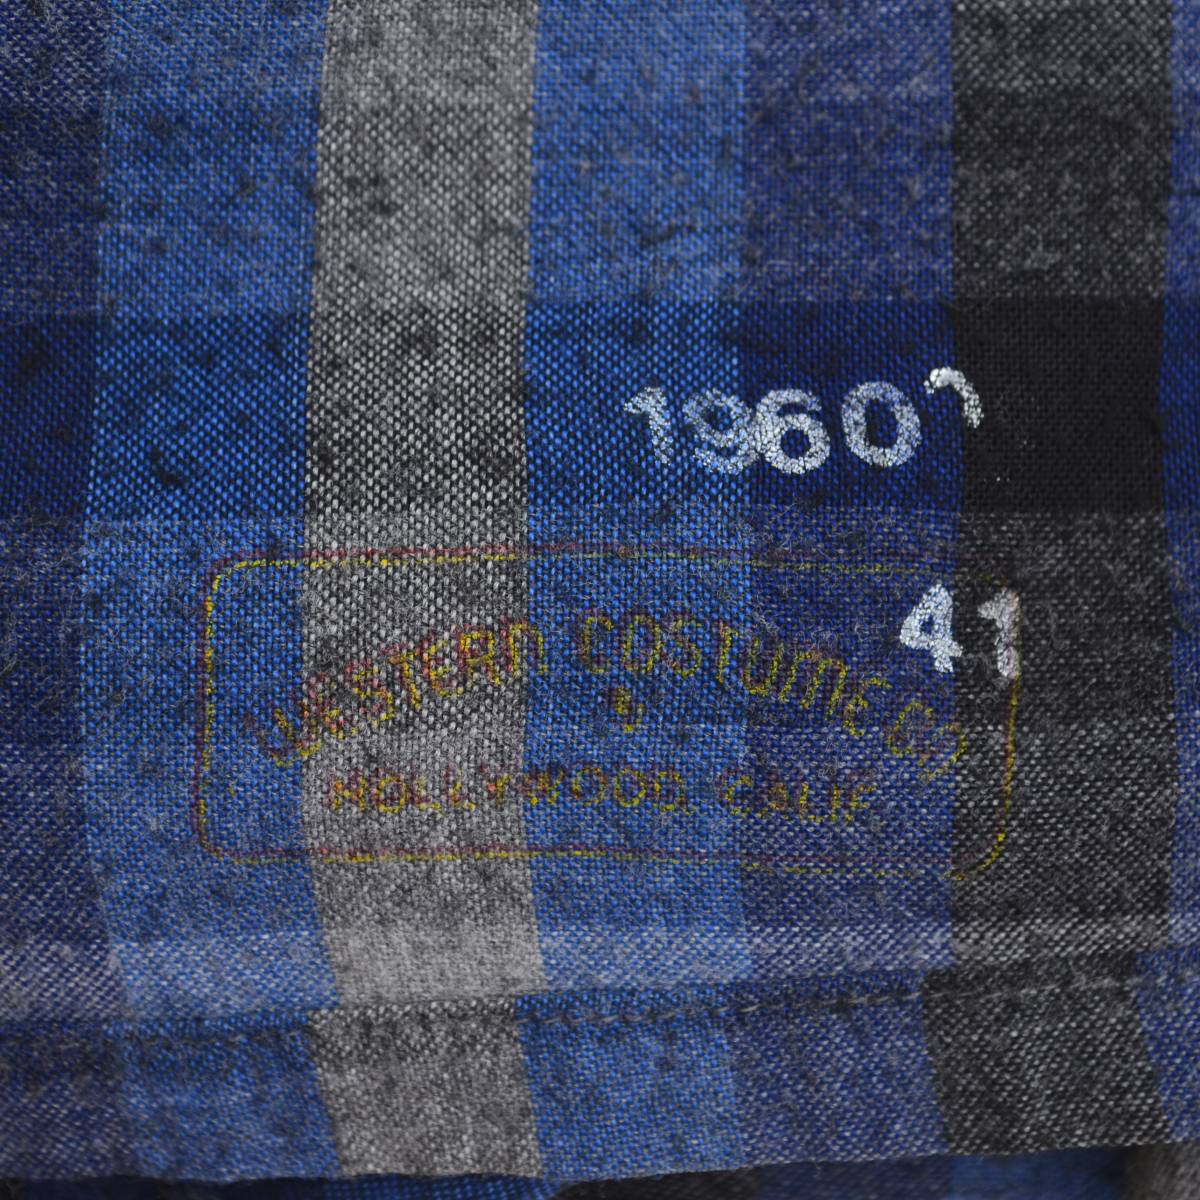 1960'
41
WESTERN COSTUME CO
HOLLYWOOD, CALIF